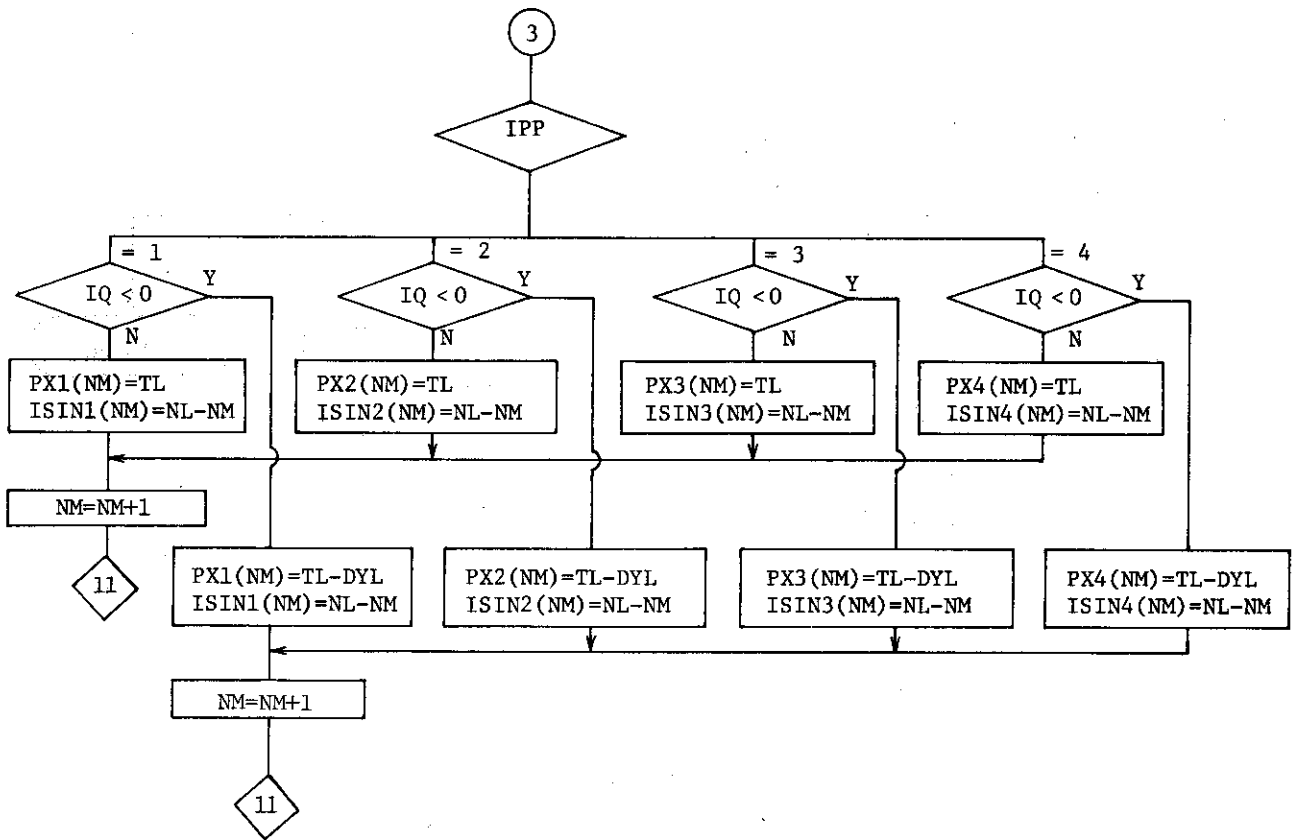 3
IPP
= 1
= 2
= 3
= 4
IQ < 0
Y
IQ < 0
Y
IQ < 0
Y
IQ < 0
Y
N
N
N
N
PX1(NM)=TL
ISIN1(NM)=NL-NM
PX2(NM)=TL
ISIN2(NM)=NL-NM
PX3(NM)=TL
ISIN3(NM)=NL-NM
PX4(NM)=TL
ISIN4(NM)=NL-NM
NM=NM+1
11
PX1(NM)=TL-DYL
ISIN1(NM)=NL-NM
PX2(NM)=TL-DYL
ISIN2(NM)=NL-NM
PX3(NM)=TL-DYL
ISIN3(NM)=NL-NM
PX4(NM)=TL-DYL
ISIN4(NM)=NL-NM
NM=NM+1
11